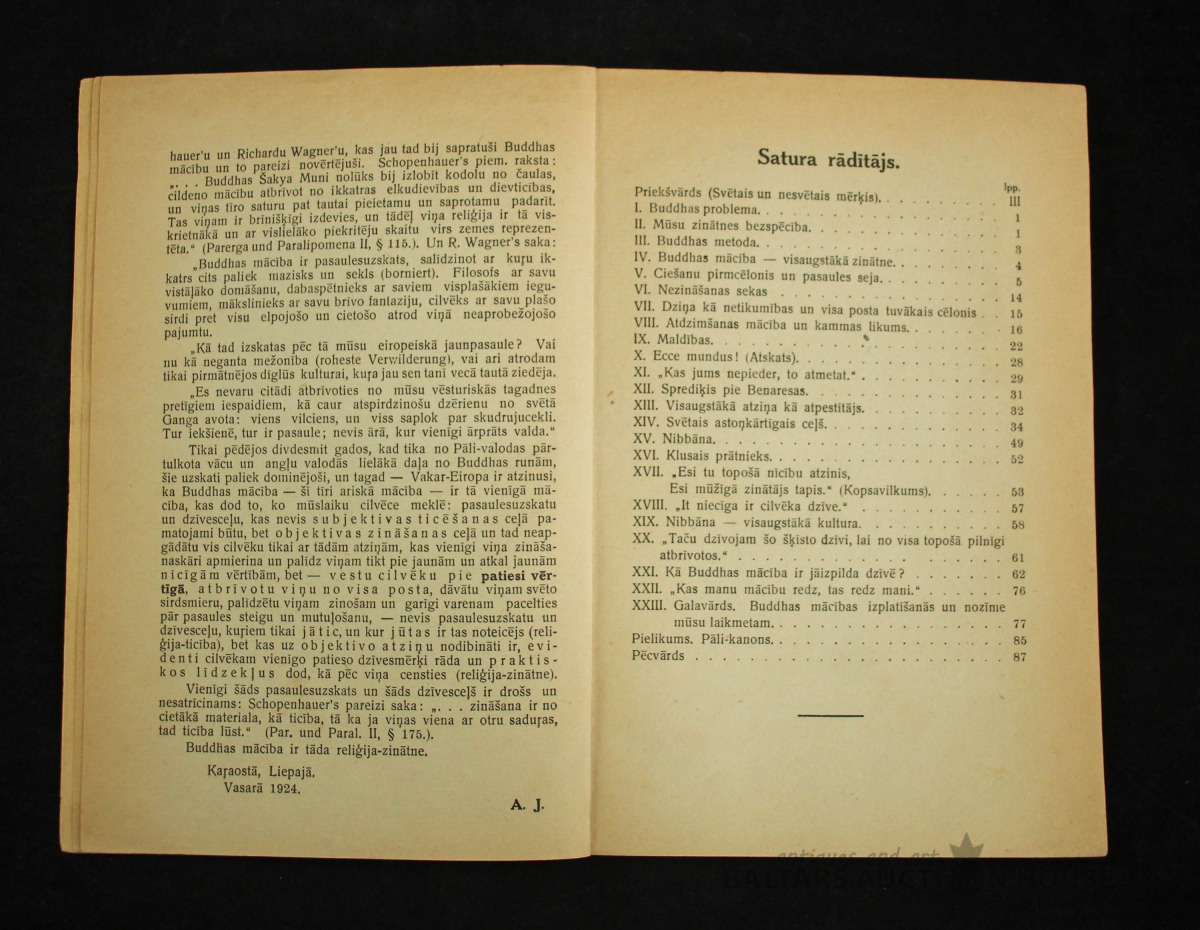 hauer'u un Richardu Wagner'u, kas jau tad bij sapratuši Buddhas
mācību un to pareizi novērtējuši. Schopenhauer's piem. raksta:
„. . . Buddhas Šakya Muni nolūks bij izlobīt kodolu no čaulas,
cildeno mācību atbrīvot no ikkatras elkudievības un dievticības,
un viņas tīro saturu pat tautai pieietamu un saprotamu padarīt.
Tas viņam ir brīnišķīgi izdevies, un tādēļ viņa reliģija ir tā vis-
krietnākā un ar vislielāko piekritēju skaitu virs zemes reprezen-
tēta.“ (Parerga und Paralipomena II, § 115.). Un R. Wagner's saka:
„Buddhas mācība ir pasaulesuzskats, salīdzinot ar kuŗu ik-
katrs cits paliek mazisks un sekls (borniert). Filosofs ar savu
vistāļāko domāšanu, dabaspētnieks ar saviem visplašākiem iegu-
vumiem, mākslinieks ar savu brīvo fantaziju, cilvēks ar savu plašo
sirdi pret visu elpojošo un cietošo atrod viņā neaprobežojošo
pajumtu.
„Kā tad izskatas pēc tā mūsu eiropeiskā jaunpasaule? Vai
nu kā neganta mežonība (roheste Verwilderung), vai ari atrodam
tikai pirmātnējos dīglūs kulturai, kuŗa jau sen tanī vecā tautā ziedēja.
„Es nevaru citādi atbrīvoties no mūsu vēsturiskās tagadnes
pretīgiem iespaidiem, kā caur atspirdzinošu dzērienu no svētā
Ganga avota: viens vilciens, un viss saplok par skudrujucekli.
Tur iekšienē, tur ir pasaule; nevis ārā, kur vienīgi ārprāts valda.“
Tikai pēdējos divdesmit gados, kad tika no Pāli-valodas pār-
tulkota vācu un angļu valodās lielākā daļa no Buddhas runām,
šie uzskati paliek dominējoši, un tagad — Vakar-Eiropa ir atzinusi,
ka Buddhas mācība — šī tīri ariskā mācība — ir tā vienīgā mā-
cība, kas dod to, ko mūslaiku cilvēce meklē: pasaulesuzskatu
un dzīvesceļu, kas nevis subjektivas ticēšanas ceļā pa-
matojami būtu, bet objektivas zināšanas ceļā un tad neap-
gādātu vis cilvēku tikai ar tādām atziņām, kas vienīgi viņa zināša-
naskāri apmierina un palīdz viņam tikt pie jaunām un atkal jaunām
nīcīgām vērtībām, bet — vestu cilvēku pie patiesi vēr-
tīgā, atbrīvotu viņu no visa posta, dāvātu viņam svēto
sirdsmieru, palīdzētu viņam zinošam un garīgi varenam pacelties
pār pasaules steigu un mutuļošanu, — nevis pasaulesuzskatu un
dzīvesceļu, kuŗiem tikai jātic, un kur jūtas ir tas noteicējs (reli-
ģija-ticība), bet kas uz objektivo atziņu nodibināti ir, evi-
denti cilvēkam vienīgo patieso dzīvesmērķi rāda un praktis-
kos līdzekļus dod, kā pēc viņa censties (reliģija-zinātne).
Vienīgi šāds pasaulesuzskats un šāds dzīvesceļš ir drošs un
nesatricinams: Schopenhauer's pareizi saka: „. . . zināšana ir no
cietākā materiala, kā ticība, tā ka ja viņas viena ar otru saduŗas,
tad ticība lūst.“ (Par. und Paral. II, § 175.).
Buddhas mācība ir tāda reliģija-zinātne.
Kaŗaostā, Liepajā.
Vasarā 1924.
A. J.
Satura rādītājs.
lpp.
Priekšvārds (Svētais un nesvētais mērķis). III
I. Buddhas problema. 1
II. Mūsu zinātnes bezspēcība. 1
III. Buddhas metoda. 3
IV. Buddhas mācība — visaugstākā zinātne. 4
V. Ciešanu pirmcēlonis un pasaules seja. 5
VI. Nezināšanas sekas 14
VII. Dziņa kā netikumības un visa posta tuvākais cēlonis 15
VIII. Atdzimšanas mācība un kammas likums. 16
IX. Maldības. 22
X. Ecce mundus! (Atskats). 28
XI. „Kas jums nepieder, to atmetat.“ 29
XII. Sprediķis pie Benaresas. 31
XIII. Visaugstākā atziņa kā atpestītājs. 32
XIV. Svētais astoņkārtīgais ceļš. 34
XV. Nibbāna. 49
XVI. Klusais prātnieks. 52
XVII. „Esi tu topošā nīcību atzinis,
Esi mūžīgā zinātājs tapis.“ (Kopsavilkums). 53
XVIII. „It niecīga ir cilvēka dzīve.“ 57
XIX. Nibbāna — visaugstākā kultura. 58
XX. „Taču dzīvojam šo šķīsto dzīvi, lai no visa topošā pilnīgi
atbrīvotos.“ 61
XXI. Kā Buddhas mācība ir jāizpilda dzīvē? 62
XXII. „Kas manu mācību redz, tas redz mani.“ 76
XXIII. Galavārds. Buddhas mācības izplatīšanās un nozīme
mūsu laikmetam. 77
Pielikums. Pāli-kanons. 85
Pēcvārds 87
antiques and art
BALTARS AUCTION HOUSE